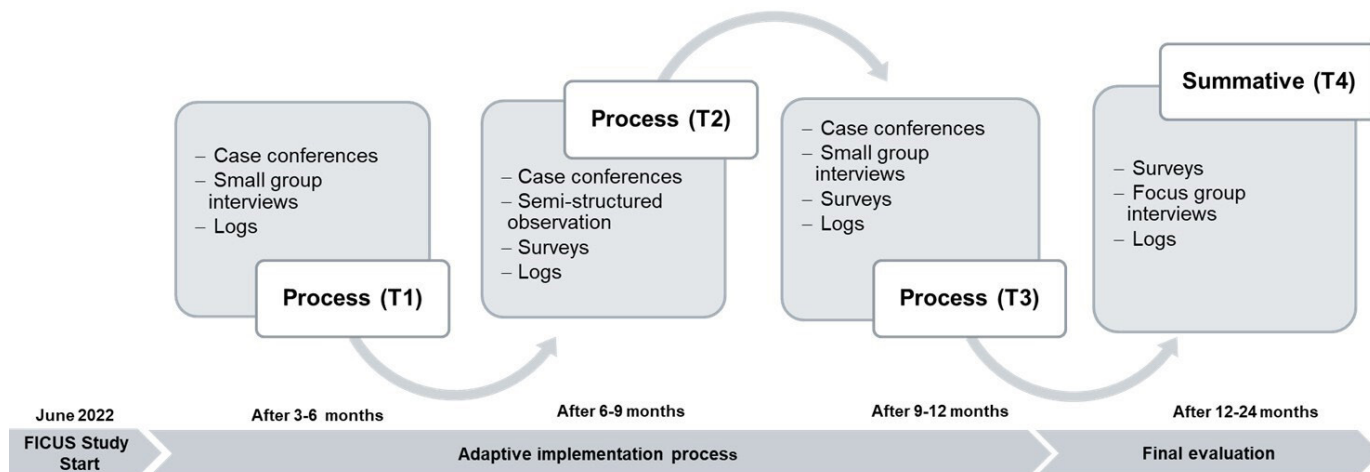 – Case conferences
– Small group
interviews
– Logs
Process (T1)
Process (T2)
– Case conferences
– Semi-structured
observation
– Surveys
– Logs
– Case conferences
– Small group
interviews
– Surveys
– Logs
Process (T3)
Summative (T4)
– Surveys
– Focus group
interviews
– Logs
June 2022
After 3-6 months
After 6-9 months
After 9-12 months
After 12-24 months
FICUS Study
Start
Adaptive implementation process
Final evaluation